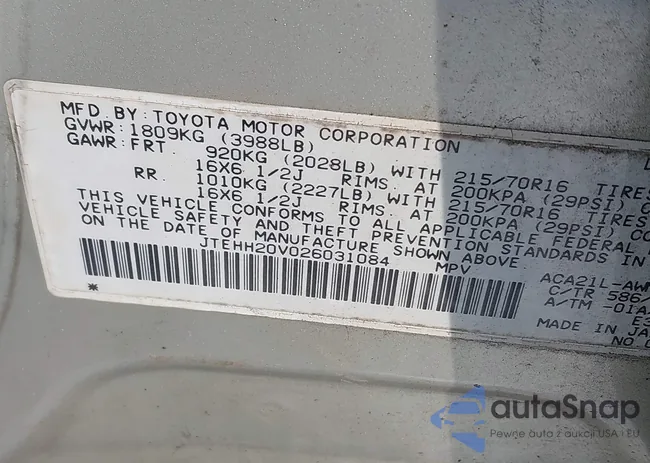 MFD BY: TOYOTA MOTOR CORPORATION
GVWR: 1809KG (3988LB)
GAWR: FRT. 920KG (2028LB) WITH 215/70R16 TIRES
16X6 1/2J RIMS. AT 200KPA (29PSI)
RR. 1010KG (2227LB) WITH 215/70R16 TIRES
16X6 1/2J RIMS. AT 200KPA (29PSI)
THIS VEHICLE CONFORMS TO ALL APPLICABLE FEDERAL
VEHICLE SAFETY AND THEFT PREVENTION STANDARDS IN
ON THE DATE OF MANUFACTURE SHOWN ABOVE
JTEHH20V026031084 MPV
*
ACA21L-AW
C/TR 586/
A/TM -01A
MADE IN JA
NO
autoSnap
Pewne auta z aukcji USA i EU